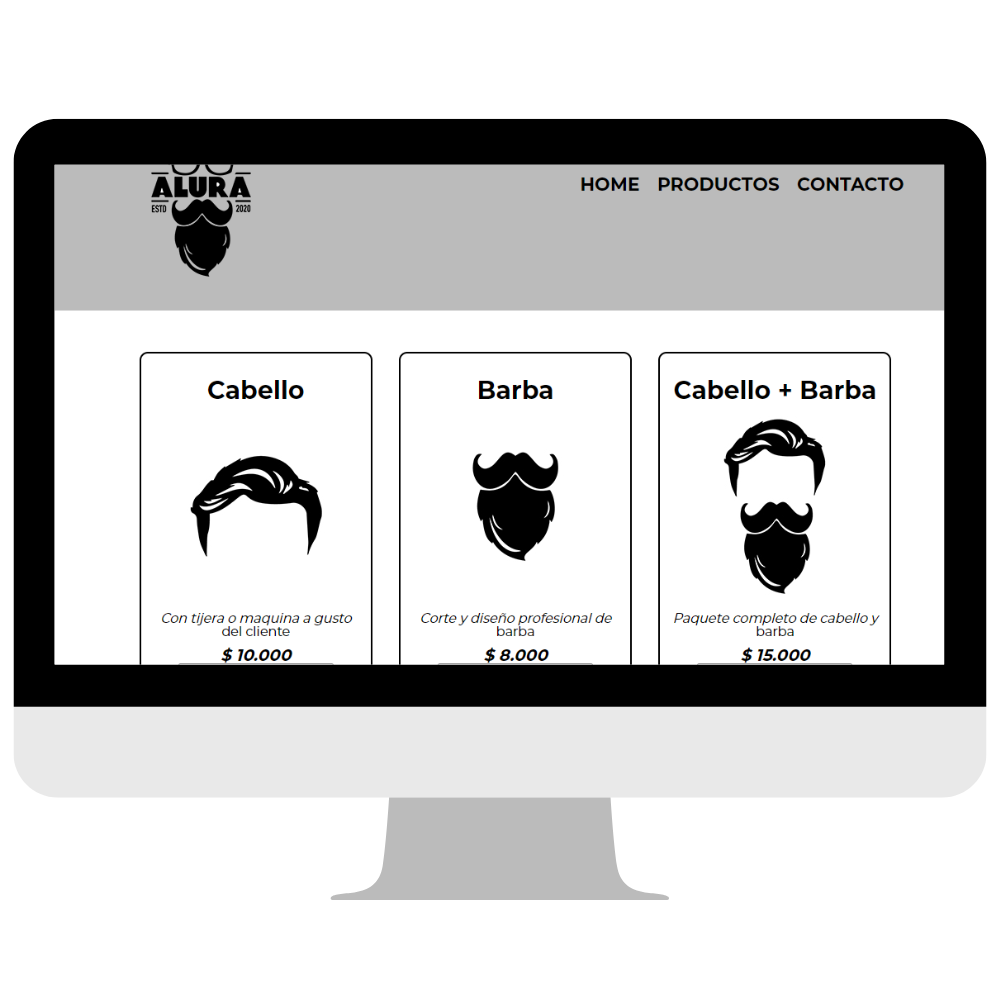 ALURA
ESTD 2020
HOME PRODUCTOS CONTACTO
Cabello
Con tijera o maquina a gusto
del cliente
$ 10.000
Barba
Corte y diseño profesional de
barba
$ 8.000
Cabello + Barba
Paquete completo de cabello y
barba
$ 15.000